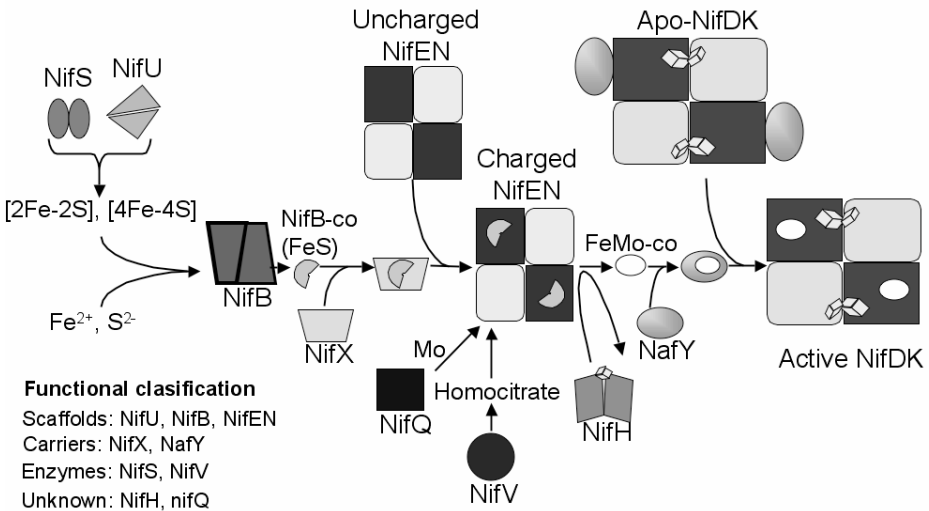 Uncharged
NifEN
Apo-NifDK
NifS
NifU
Charged
NifEN
[2Fe-2S], [4Fe-4S]
NifB-co
(FeS)
FeMo-co
NifB
Fe2+, S2-
NifX
NafY
Mo
Active NifDK
Homocitrate
NifQ
NifH
NifV
Functional clasification
Scaffolds: NifU, NifB, NifEN
Carriers: NifX, NafY
Enzymes: NifS, NifV
Unknown: NifH, nifQ